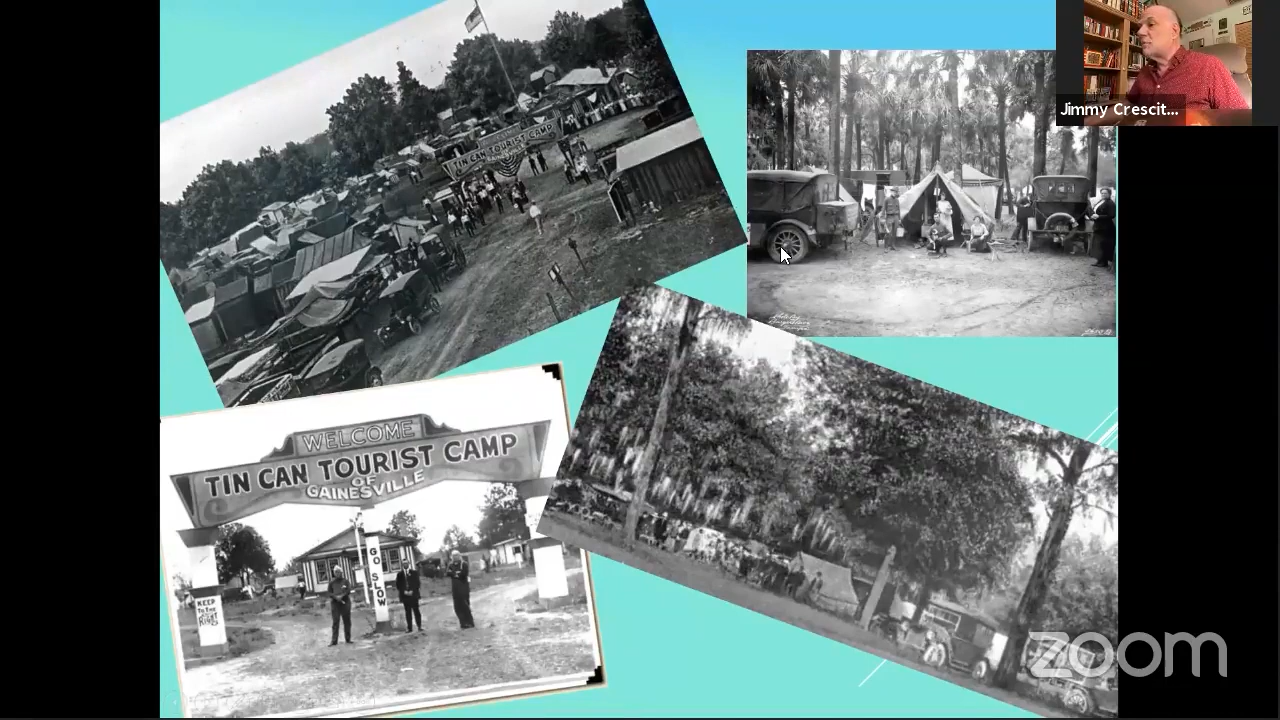 TIN CAN TOURIST CAMP
Jimmy Crescit...
WELCOME
TIN CAN TOURIST CAMP
OF
GAINESVILLE
GO SLOW
KEEP
TO THE
RIGHT
zoom